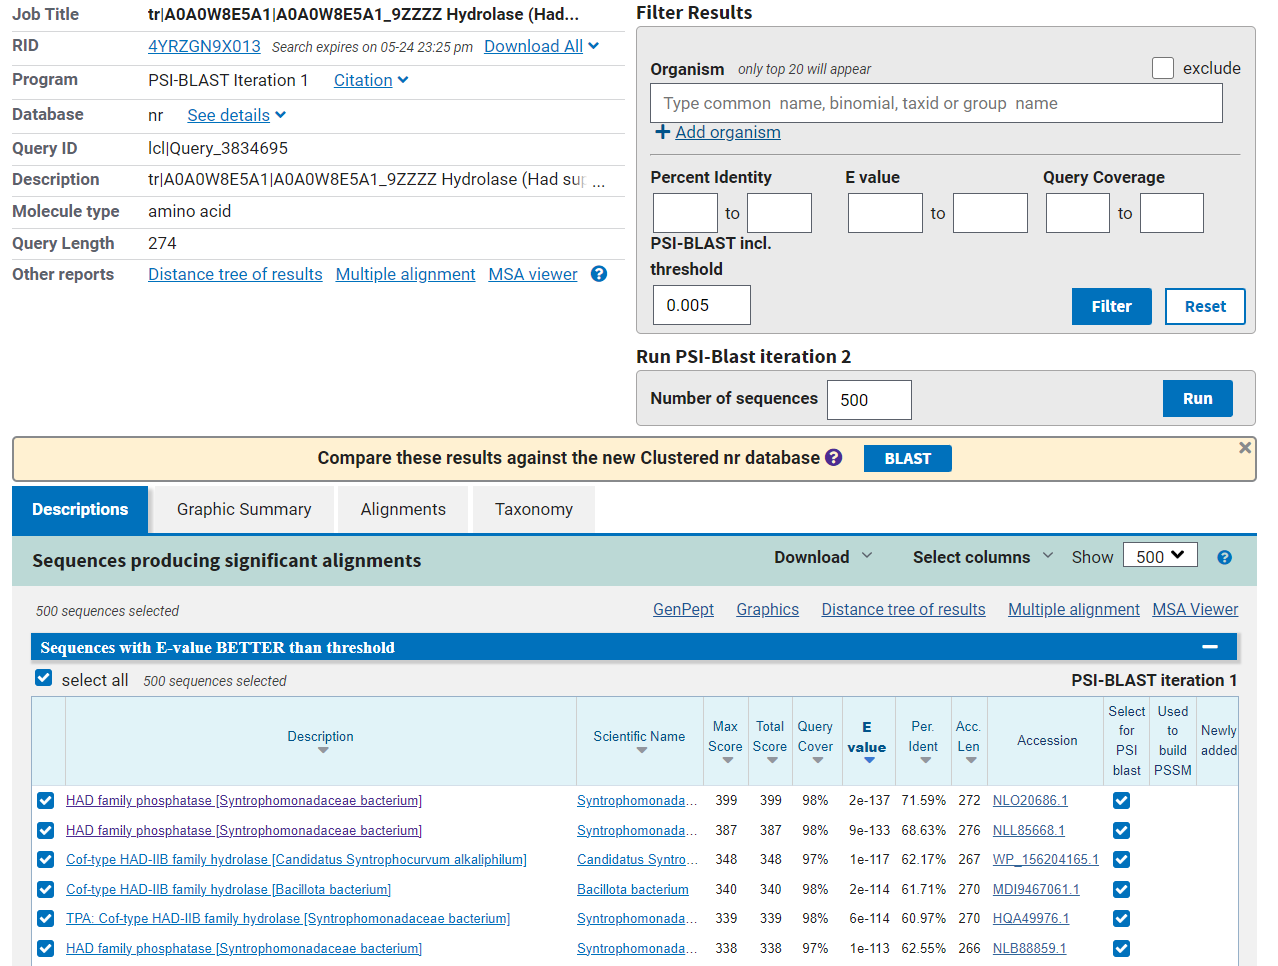 Job Title tr|A0A0W8E5A1|A0A0W8E5A1_9ZZZZ Hydrolase (Had...
RID 4YRZGN9X013 Search expires on 05-24 23:25 pm Download All
Program PSI-BLAST Iteration 1 Citation
Database nr See details
Query ID lcl|Query_3834695
Description tr|A0A0W8E5A1|A0A0W8E5A1_9ZZZZ Hydrolase (Had sup ...
Molecule type amino acid
Query Length 274
Other reports Distance tree of results Multiple alignment MSA viewer ?
Filter Results
Organism only top 20 will appear exclude
Type common name, binomial, taxid or group name
+ Add organism
Percent Identity E value Query Coverage
to to to
PSI-BLAST incl.
threshold
0.005 Filter Reset
Run PSI-Blast iteration 2
Number of sequences 500 Run
Compare these results against the new Clustered nr database ? BLAST
Descriptions Graphic Summary Alignments Taxonomy
Sequences producing significant alignments Download Select columns Show 500 ?
500 sequences selected GenPept Graphics Distance tree of results Multiple alignment MSA Viewer
Sequences with E-value BETTER than threshold
select all 500 sequences selected PSI-BLAST iteration 1
Description Scientific Name Max Score Total Score Query Cover E value Per. Ident Acc. Len Accession Select for PSI blast Used to build PSSM Newly added
HAD family phosphatase [Syntrophomonadaceae bacterium] Syntrophomonada... 399 399 98% 2e-137 71.59% 272 NLO20686.1
HAD family phosphatase [Syntrophomonadaceae bacterium] Syntrophomonada... 387 387 98% 9e-133 68.63% 276 NLL85668.1
Cof-type HAD-IIB family hydrolase [Candidatus Syntrophocurvum alkaliphilum] Candidatus Syntro... 348 348 97% 1e-117 62.17% 267 WP_156204165.1
Cof-type HAD-IIB family hydrolase [Bacillota bacterium] Bacillota bacterium 340 340 98% 2e-114 61.71% 270 MDI9467061.1
TPA: Cof-type HAD-IIB family hydrolase [Syntrophomonadaceae bacterium] Syntrophomonada... 339 339 98% 6e-114 60.97% 270 HQA49976.1
HAD family phosphatase [Syntrophomonadaceae bacterium] Syntrophomonada... 338 338 97% 1e-113 62.55% 266 NLB88859.1